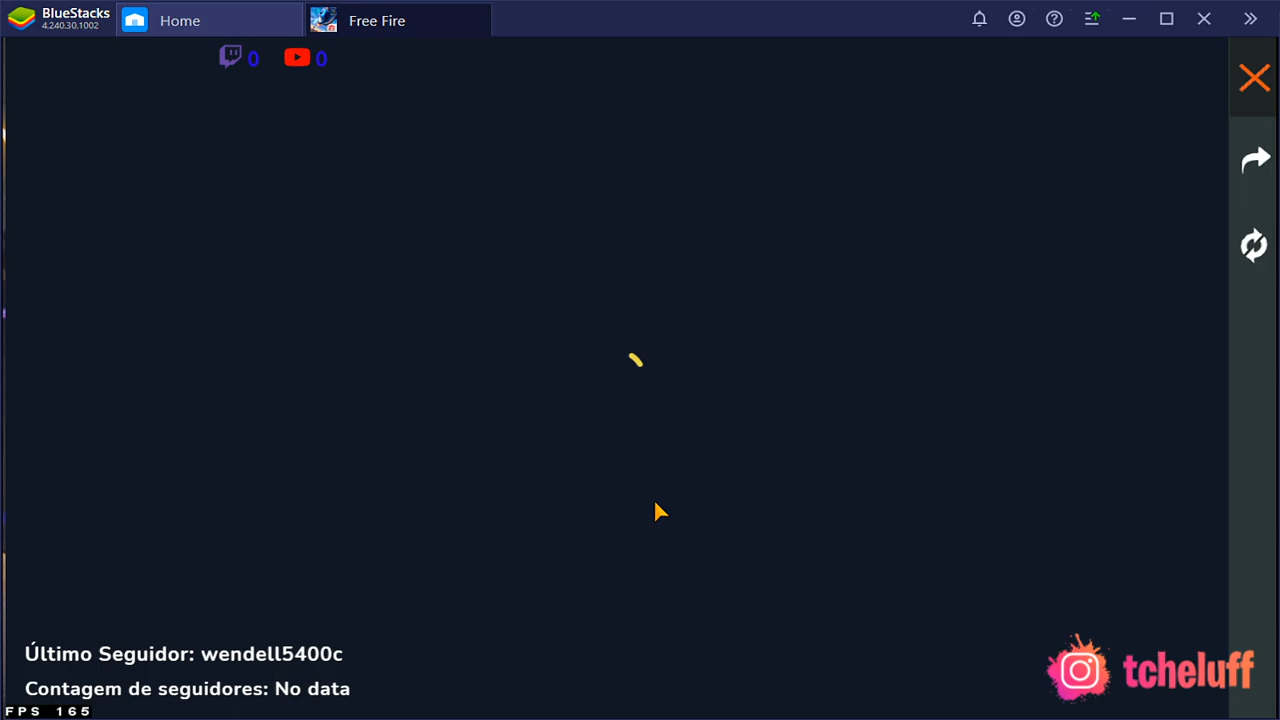 BlueStacks
4.240.30.1002
Home
Free Fire
0
0
Último Seguidor: wendell5400c
Contagem de seguidores: No data
FPS 165
tcheluff